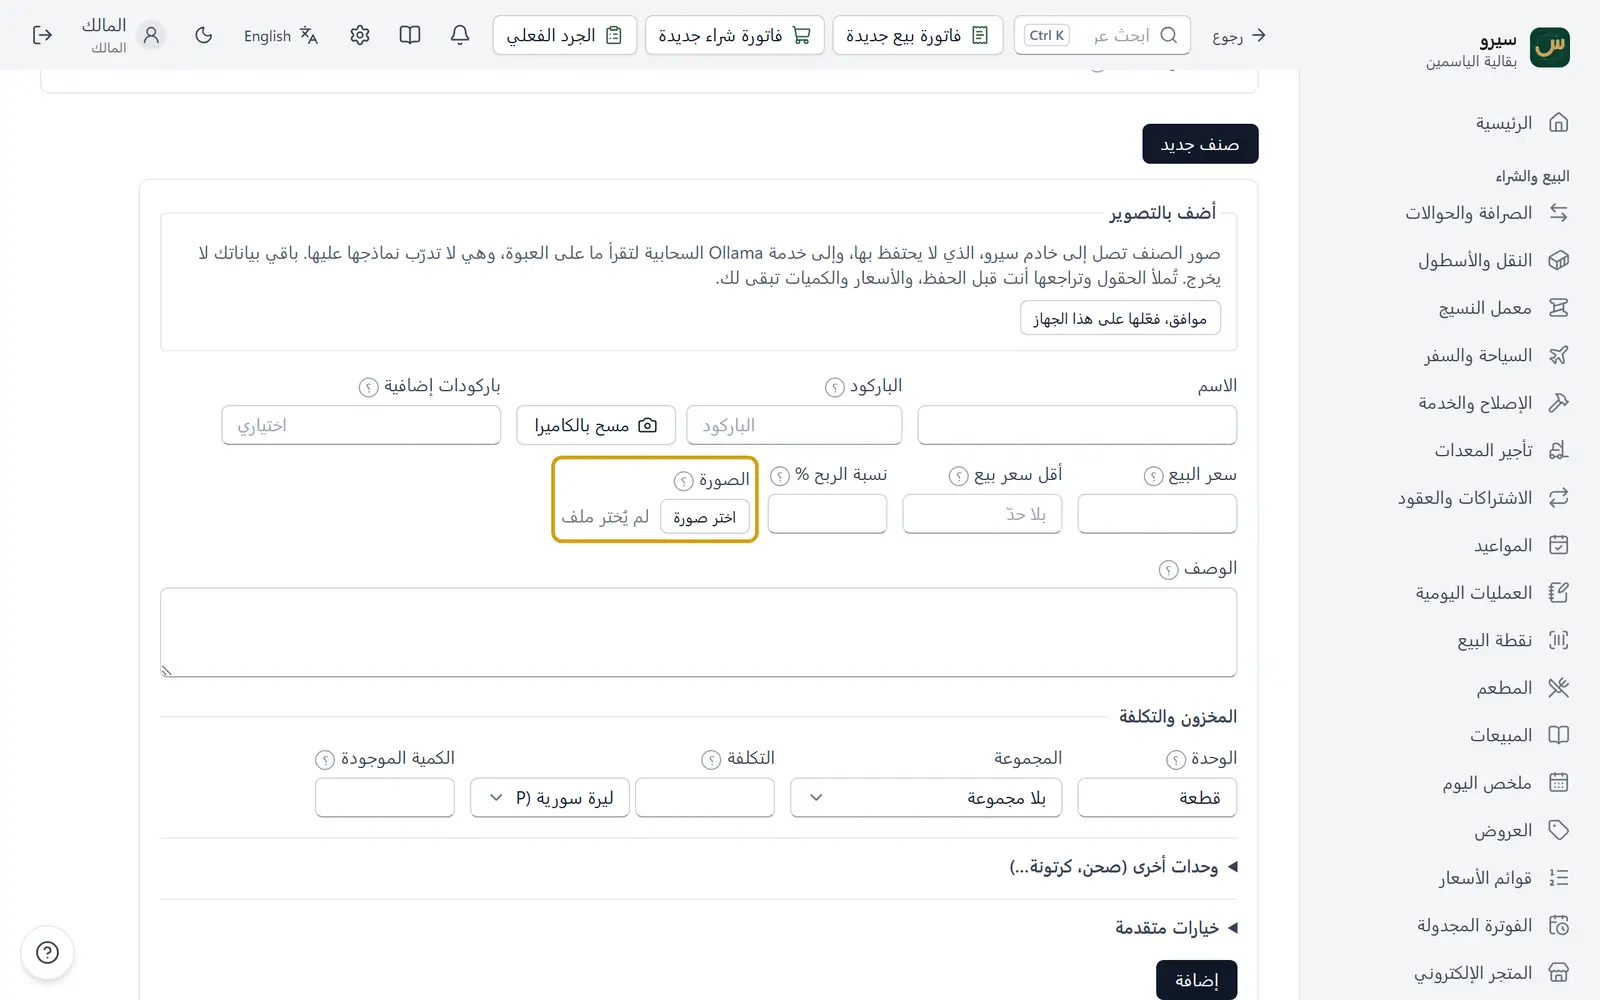 سيرو
بقالية الياسمين
رجوع
ابحث عر
Ctrl K
فاتورة بيع جديدة
فاتورة شراء جديدة
الجرد الفعلي
English
المالك
المالك
الرئيسية
البيع والشراء
الصرافة والحوالات
النقل والأسطول
معمل النسيج
السياحة والسفر
الإصلاح والخدمة
تأجير المعدات
الاشتراكات والعقود
المواعيد
العمليات اليومية
نقطة البيع
المطعم
المبيعات
ملخص اليوم
العروض
قوائم الأسعار
الفوترة المجدولة
المتجر الإلكتروني
صنف جديد
أضف بالتصوير
صور الصنف تصل إلى خادم سيرو، الذي لا يحتفظ بها، وإلى خدمة Ollama السحابية لتقرأ ما على العبوة، وهي لا تدرّب نماذجها عليها. باقي بياناتك لا
يخرج. تُملأ الحقول وتراجعها أنت قبل الحفظ، والأسعار والكميات تبقى لك.
موافق، فعّلها على هذا الجهاز
الاسم
الباركود ؟
باركودات إضافية ؟
الباركود
مسح بالكاميرا
اختياري
سعر البيع ؟
أقل سعر بيع ؟
نسبة الربح % ؟
الصورة ؟
بلا حدّ
اختر صورة
لم يُختر ملف
الوصف ؟
المخزون والتكلفة
الوحدة ؟
المجموعة
التكلفة ؟
الكمية الموجودة ؟
قطعة
بلا مجموعة
ليرة سورية (P
وحدات أخرى (صحن، كرتونة...)
خيارات متقدمة
إضافة